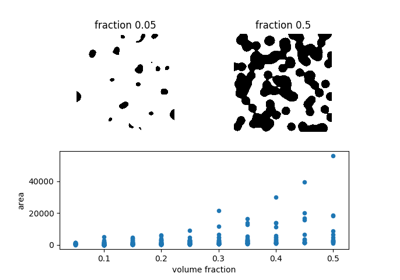 fraction 0.05
fraction 0.5
area
40000
20000
0
0.1 0.2 0.3 0.4 0.5
volume fraction